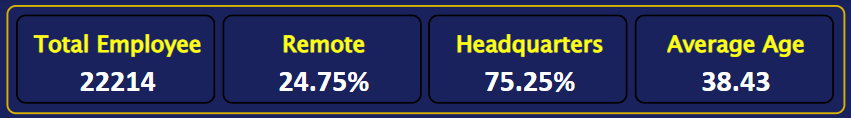 Total Employee
22214
Remote
24.75%
Headquarters
75.25%
Average Age
38.43